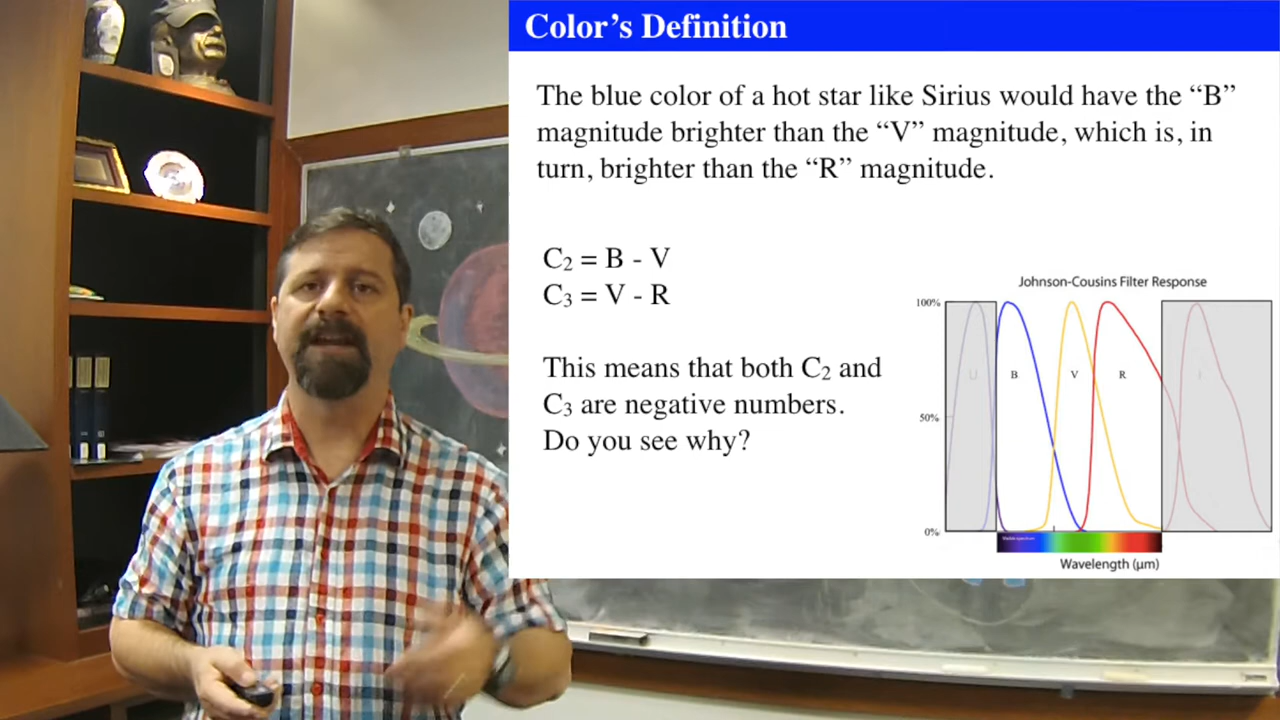 Color’s Definition
The blue color of a hot star like Sirius would have the “B”
magnitude brighter than the “V” magnitude, which is, in
turn, brighter than the “R” magnitude.
C₂ = B - V
C₃ = V - R
This means that both C₂ and
C₃ are negative numbers.
Do you see why?
Johnson-Cousins Filter Response
100%
50%
0%
U
B
V
R
I
Visible spectrum
Wavelength (μm)